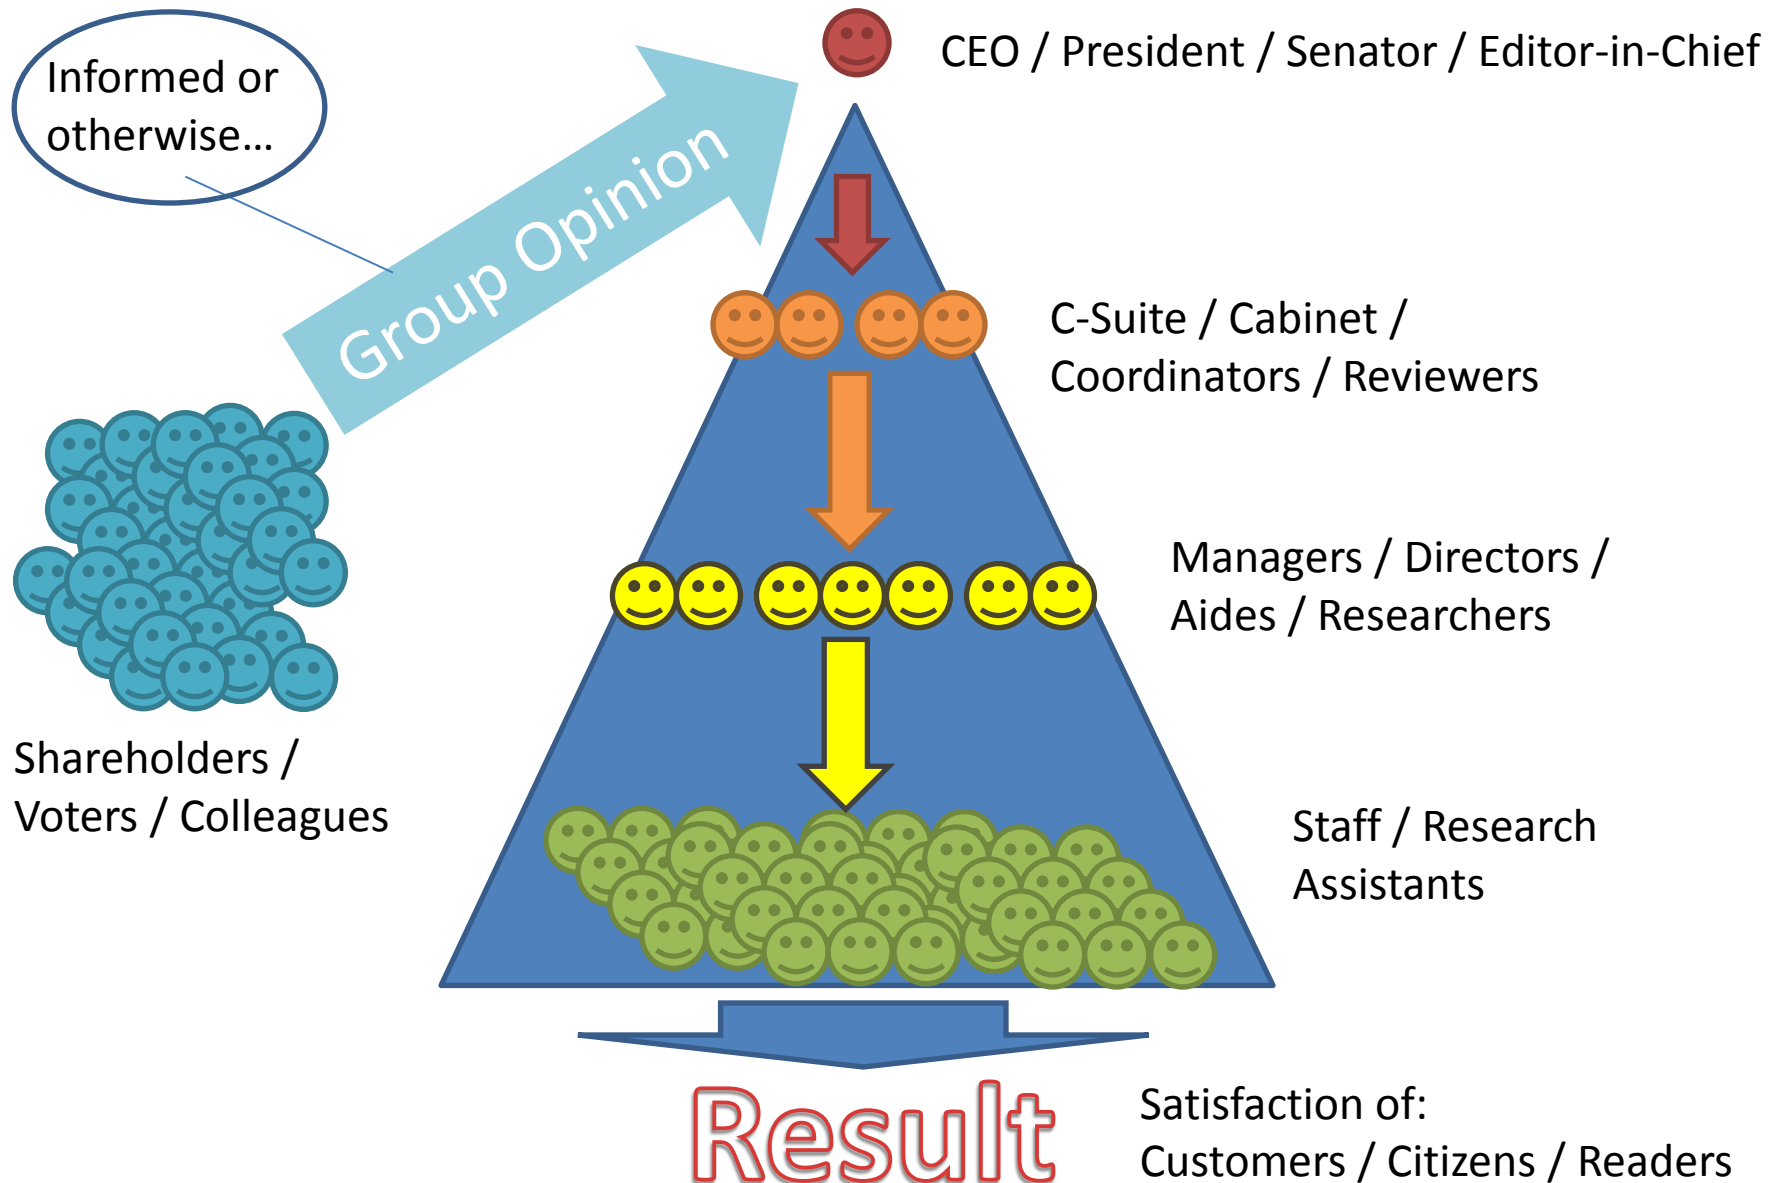 Informed or
otherwise…
Group Opinion
CEO / President / Senator / Editor-in-Chief
C-Suite / Cabinet /
Coordinators / Reviewers
Managers / Directors /
Aides / Researchers
Shareholders /
Voters / Colleagues
Staff / Research
Assistants
Result
Satisfaction of:
Customers / Citizens / Readers